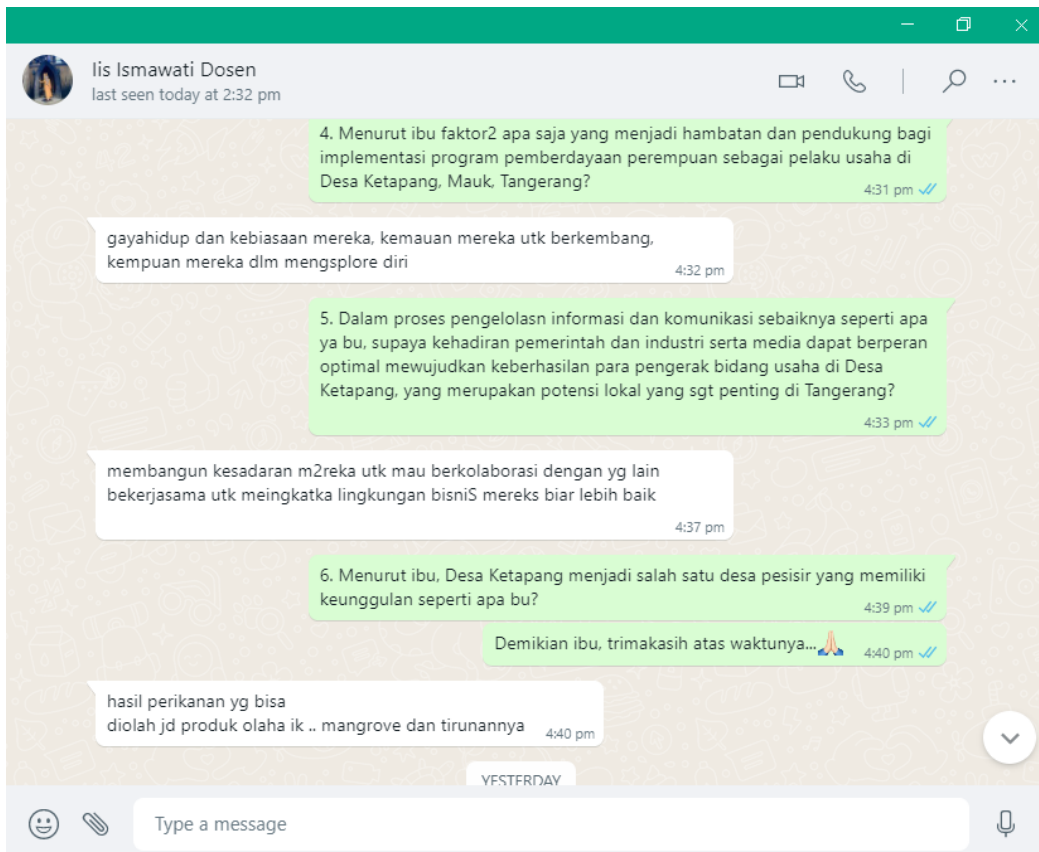 Iis Ismawati Dosen
last seen today at 2:32 pm
4. Menurut ibu faktor2 apa saja yang menjadi hambatan dan pendukung bagi
implementasi program pemberdayaan perempuan sebagai pelaku usaha di
Desa Ketapang, Mauk, Tangerang?
4:31 pm
gayahidup dan kebiasaan mereka, kemauan mereka utk berkembang,
kempuan mereka dlm mengsplore diri
4:32 pm
5. Dalam proses pengelolasn informasi dan komunikasi sebaiknya seperti apa
ya bu, supaya kehadiran pemerintah dan industri serta media dapat berperan
optimal mewujudkan keberhasilan para pengerak bidang usaha di Desa
Ketapang, yang merupakan potensi lokal yang sgt penting di Tangerang?
4:33 pm
membangun kesadaran m2reka utk mau berkolaborasi dengan yg lain
bekerjasama utk meingkatka lingkungan bisniS mereks biar lebih baik
4:37 pm
6. Menurut ibu, Desa Ketapang menjadi salah satu desa pesisir yang memiliki
keunggulan seperti apa bu?
4:39 pm
Demikian ibu, trimakasih atas waktunya...🙏🏻 4:40 pm
hasil perikanan yg bisa
diolah jd produk olaha ik .. mangrove dan tirunannya 4:40 pm
YESTERDAY
Type a message